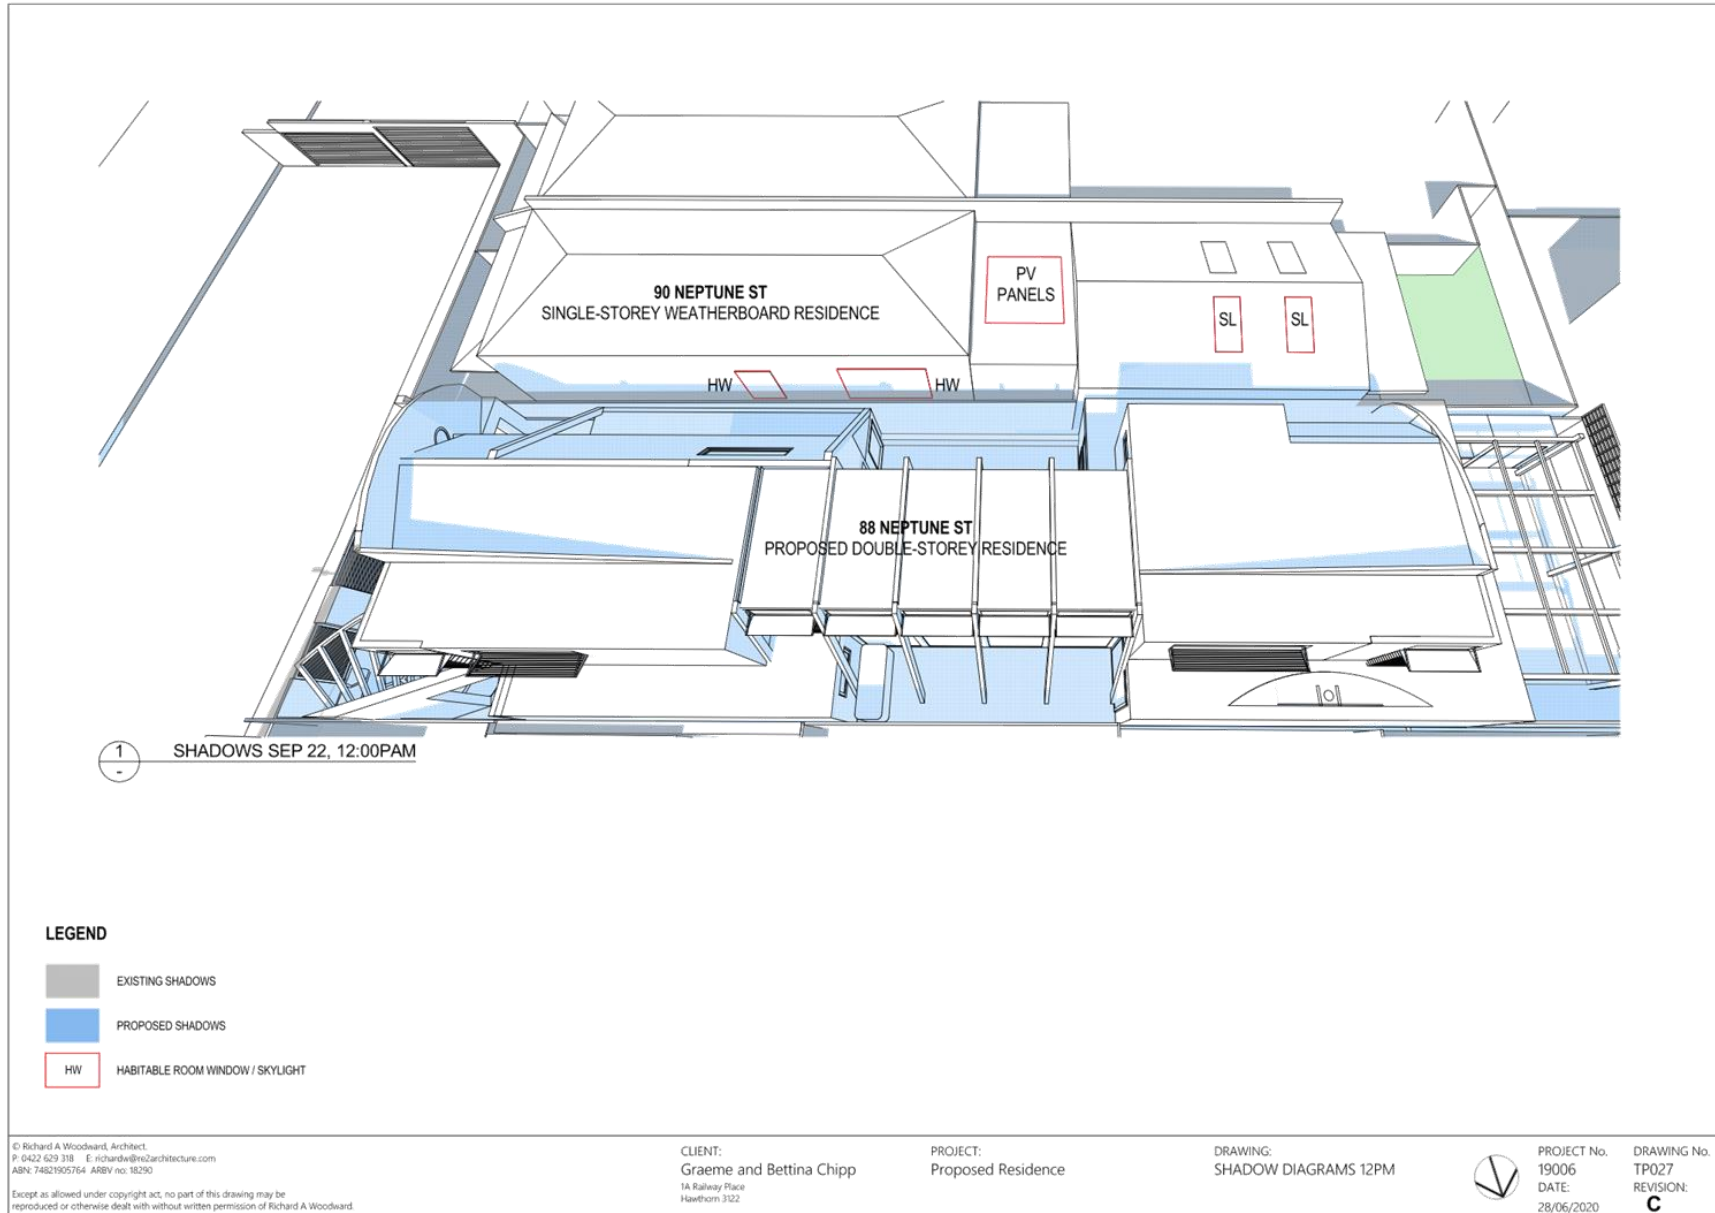 90 NEPTUNE ST
SINGLE-STOREY WEATHERBOARD RESIDENCE
PV
PANELS
SL
SL
HW
HW
88 NEPTUNE ST
PROPOSED DOUBLE-STOREY RESIDENCE
1
-
SHADOWS SEP 22, 12:00PAM
LEGEND
EXISTING SHADOWS
PROPOSED SHADOWS
HW
HABITABLE ROOM WINDOW / SKYLIGHT
© Richard A Woodward, Architect.
P: 0422 629 318 E: richardw@re2architecture.com
ABN: 74821905764 ARBV no: 18290
Except as allowed under copyright act, no part of this drawing may be
reproduced or otherwise dealt with without written permission of Richard A Woodward.
CLIENT:
Graeme and Bettina Chipp
1A Railway Place
Hawthorn 3122
PROJECT:
Proposed Residence
DRAWING:
SHADOW DIAGRAMS 12PM
PROJECT No.
19006
DATE:
28/06/2020
DRAWING No.
TP027
REVISION:
C